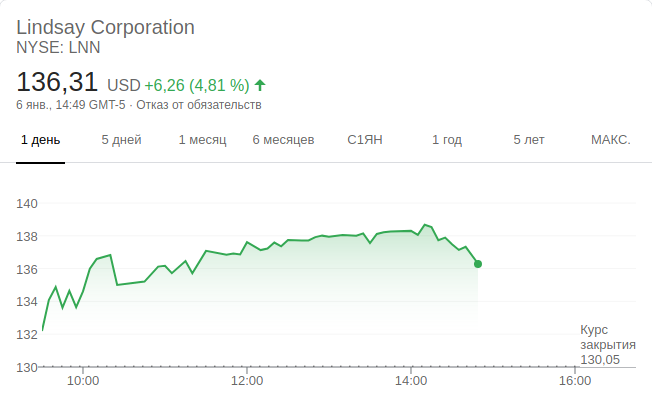 Lindsay Corporation
NYSE: LNN
136,31 USD +6,26 (4,81 %)
6 янв., 14:49 GMT-5 · Отказ от обязательств
1 день 5 дней 1 месяц 6 месяцев С1ЯН 1 год 5 лет МАКС.
140
138
136
134
132
Курс
закрытия
130,05
130
10:00 12:00 14:00 16:00